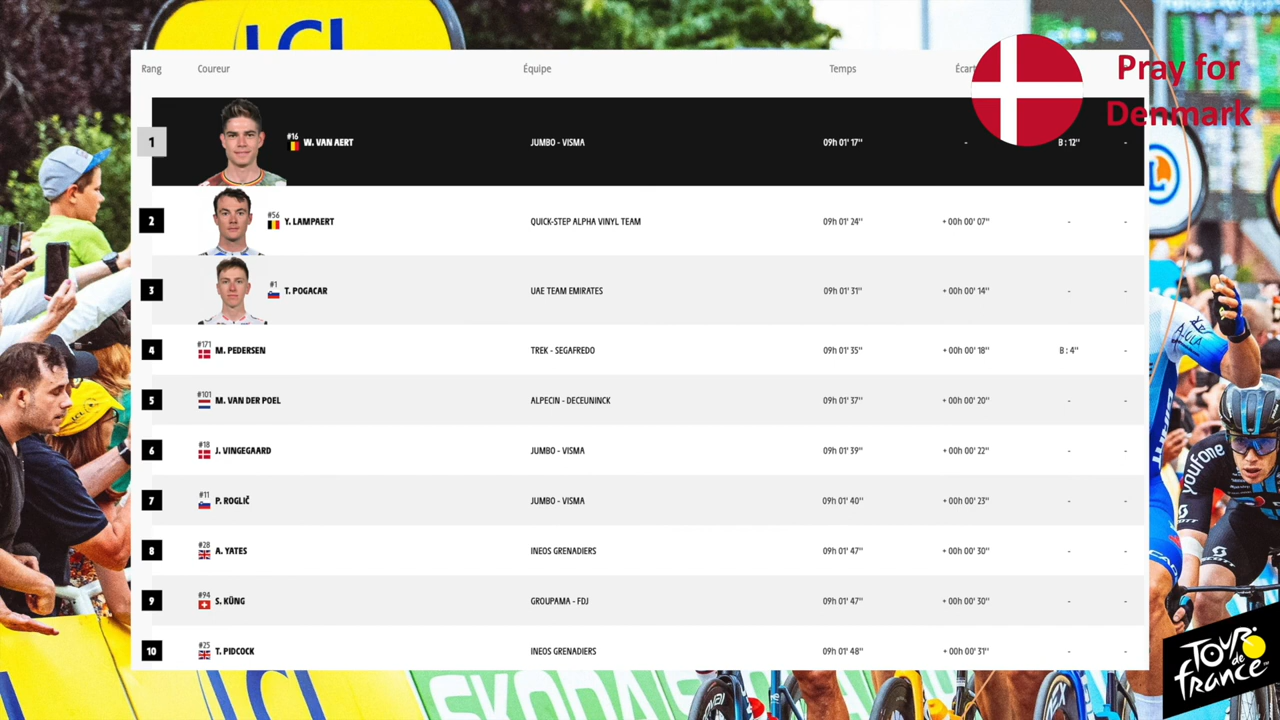 LCL
Rang Coureur Équipe Temps Écart
Pray for
Denmark
1 #16 W. VAN AERT JUMBO - VISMA 09h 01' 17'' - B : 12'' -
2 #56 Y. LAMPAERT QUICK-STEP ALPHA VINYL TEAM 09h 01' 24'' + 00h 00' 07'' - -
3 #1 T. POGACAR UAE TEAM EMIRATES 09h 01' 31'' + 00h 00' 14'' - -
4 #171 M. PEDERSEN TREK - SEGAFREDO 09h 01' 35'' + 00h 00' 18'' B : 4'' -
5 #101 M. VAN DER POEL ALPECIN - DECEUNINCK 09h 01' 37'' + 00h 00' 20'' - -
6 #18 J. VINGEGAARD JUMBO - VISMA 09h 01' 39'' + 00h 00' 22'' - -
7 #11 P. ROGLIČ JUMBO - VISMA 09h 01' 40'' + 00h 00' 23'' - -
8 #28 A. YATES INEOS GRENADIERS 09h 01' 47'' + 00h 00' 30'' - -
9 #94 S. KÜNG GROUPAMA - FDJ 09h 01' 47'' + 00h 00' 30'' - -
10 #25 T. PIDCOCK INEOS GRENADIERS 09h 01' 48'' + 00h 00' 31'' - -
youfone
TOUR
de
france
ŠKODA